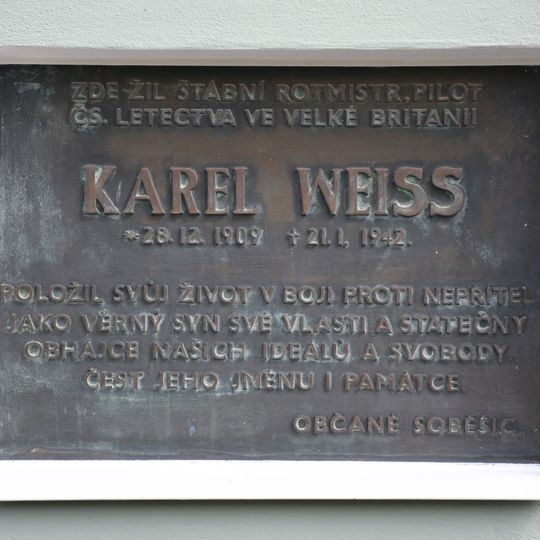 ZDE ŽIL ŠTÁBNÍ ROTMISTR, PILOT
ČS. LETECTVA VE VELKÉ BRITANII
KAREL WEISS
*28.12.1909 †21.1.1942.
POLOŽIL SVŮJ ŽIVOT V BOJI PROTI NEPŘÍTEL
JAKO VĚRNÝ SYN SVÉ VLASTI A STATEČNÝ
OBHÁJCE NAŠICH IDEÁLŮ A SVOBODY.
ČEST JEHO JMÉNU I PAMÁTCE.
OBČANÉ SOBĚŠIC.